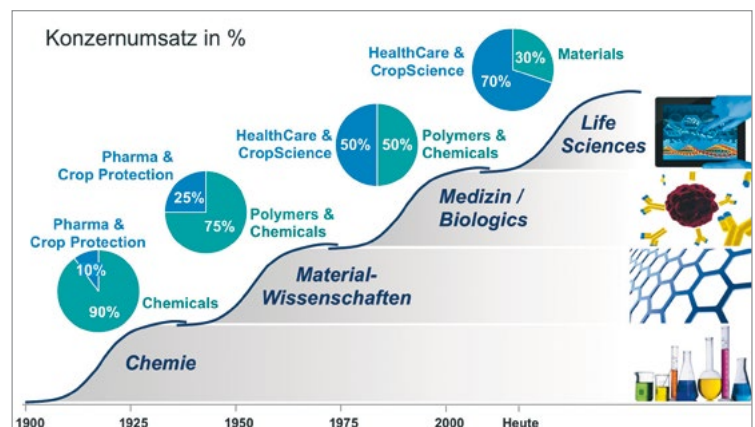 Konzernumsatz in %
HealthCare &
CropScience
70%
30%
Materials
HealthCare &
CropScience
50%
50%
Polymers &
Chemicals
Life
Sciences
Pharma &
Crop Protection
25%
75%
Polymers &
Chemicals
Medizin /
Biologics
Pharma &
Crop Protection
10%
90%
Chemicals
Material-
Wissenschaften
Chemie
1900
1925
1950
1975
2000
Heute